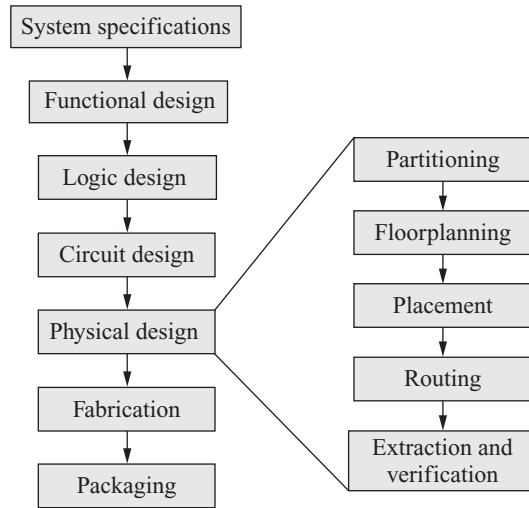 System specifications
Functional design
Logic design
Circuit design
Physical design
Fabrication
Packaging
Partitioning
Floorplanning
Placement
Routing
Extraction and
verification